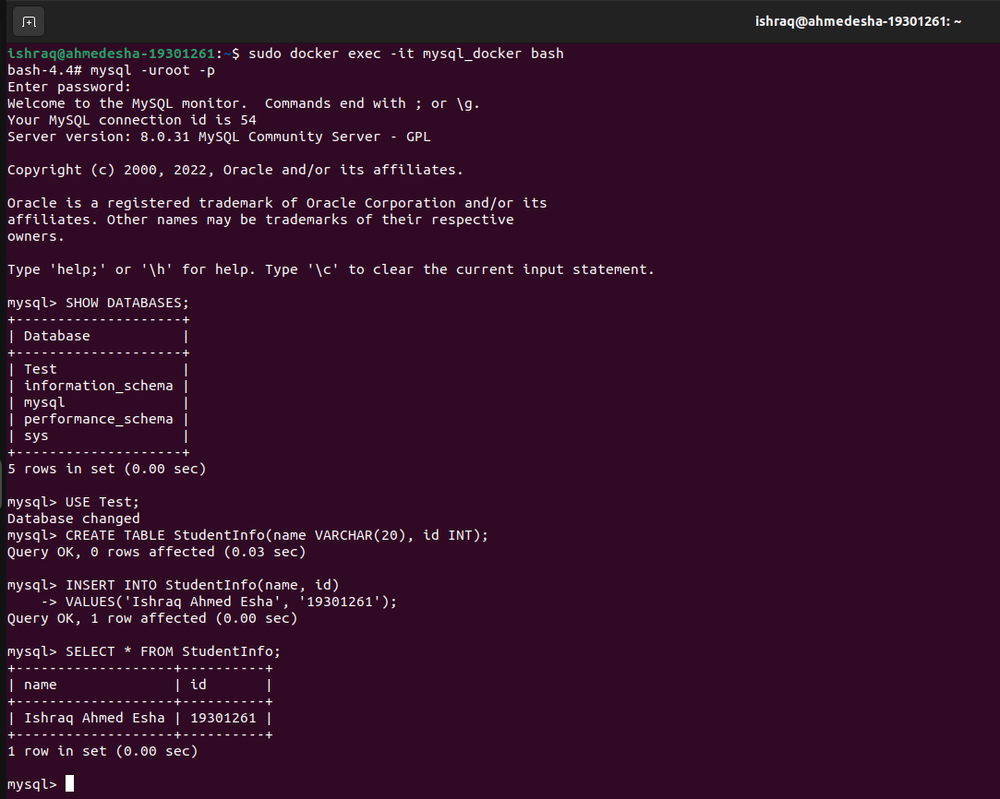 ishraq@ahmedesha-19301261: ~
ishraq@ahmedesha-19301261:~$ sudo docker exec -it mysql_docker bash
bash-4.4# mysql -uroot -p
Enter password:
Welcome to the MySQL monitor.  Commands end with ; or \g.
Your MySQL connection id is 54
Server version: 8.0.31 MySQL Community Server - GPL

Copyright (c) 2000, 2022, Oracle and/or its affiliates.

Oracle is a registered trademark of Oracle Corporation and/or its
affiliates. Other names may be trademarks of their respective
owners.

Type 'help;' or '\h' for help. Type '\c' to clear the current input statement.

mysql> SHOW DATABASES;
+--------------------+
| Database           |
+--------------------+
| Test               |
| information_schema |
| mysql              |
| performance_schema |
| sys                |
+--------------------+
5 rows in set (0.00 sec)

mysql> USE Test;
Database changed
mysql> CREATE TABLE StudentInfo(name VARCHAR(20), id INT);
Query OK, 0 rows affected (0.03 sec)

mysql> INSERT INTO StudentInfo(name, id)
    -> VALUES('Ishraq Ahmed Esha', '19301261');
Query OK, 1 row affected (0.00 sec)

mysql> SELECT * FROM StudentInfo;
+-------------------+----------+
| name              | id       |
+-------------------+----------+
| Ishraq Ahmed Esha | 19301261 |
+-------------------+----------+
1 row in set (0.00 sec)

mysql>